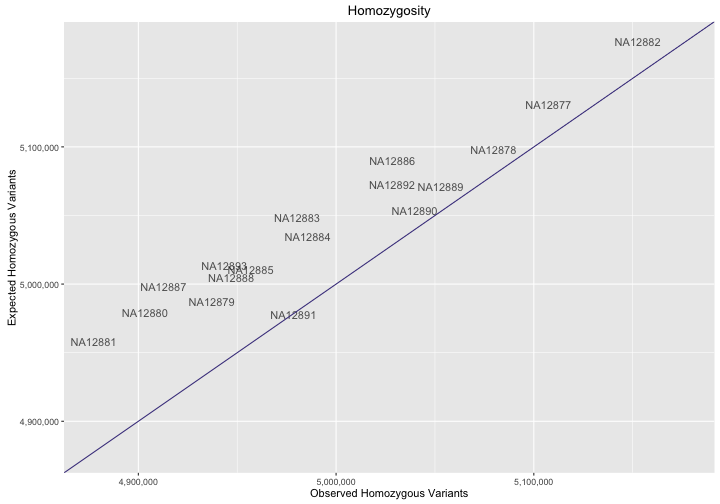 Homozygosity
NA12882
NA12877
5,100,000
NA12878
NA12886
NA12892
NA12889
NA12890
NA12883
NA12884
NA12893
NA12885
NA12888
5,000,000
NA12887
NA12879
NA12880
NA12891
NA12881
4,900,000
Expected Homozygous Variants
4,900,000 5,000,000 5,100,000
Observed Homozygous Variants